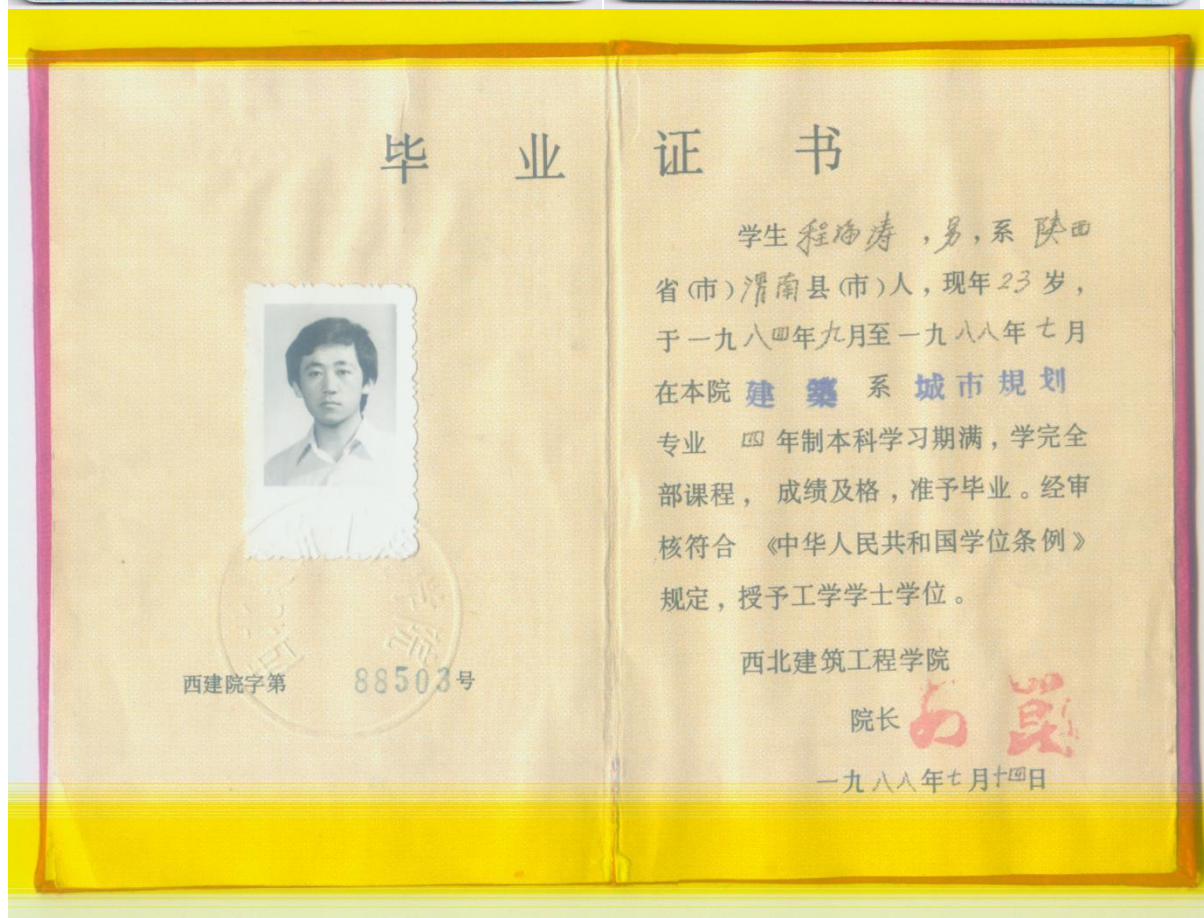 毕业证书
学生程海涛，男，系陕西
省(市)渭南县(市)人，现年23岁，
于一九八四年九月至一九八八年七月
在本院建築系城市規划
专业四年制本科学习期满，学完全
部课程，成绩及格，准予毕业。经审
核符合《中华人民共和国学位条例》
规定，授予工学学士学位。
西北建筑工程学院
院长
一九八八年七月十四日
西建院字第88503号